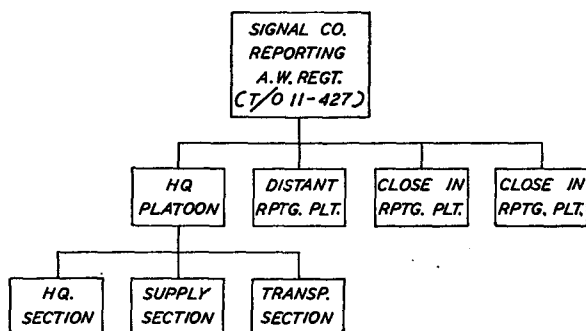 SIGNAL CO.
REPORTING
A.W. REGT.
(T/O 11-427)
HQ
PLATOON
DISTANT
RPTG. PLT.
CLOSE IN
RPTG. PLT.
CLOSE IN
RPTG. PLT.
HQ.
SECTION
SUPPLY
SECTION
TRANSP.
SECTION